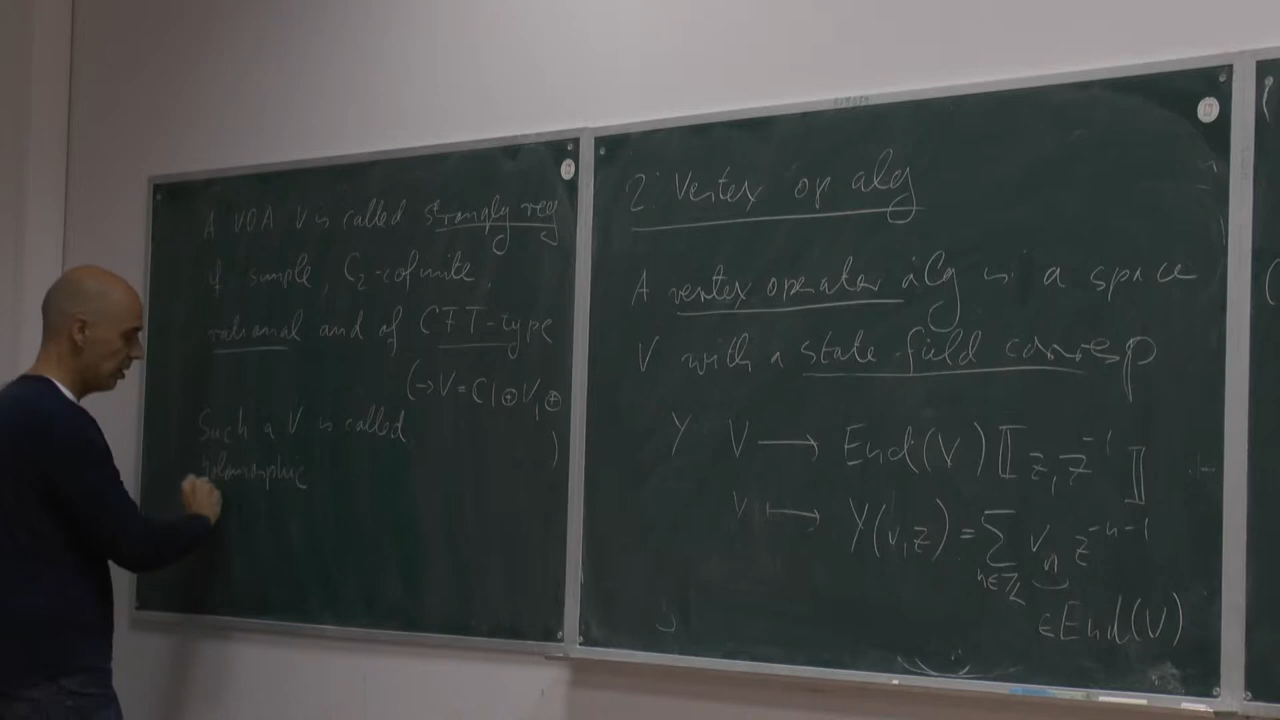 A VOA V is called strongly reg
if simple, C₂-cofinite,
rational and of CFT-type
(→V=ℂ1⊕V₁⊕
)
Such a V is called
holomorphic
2. Vertex op alg
A vertex operator alg is a space
V with a state field corresp
Y V ⟶ End(V)⟦z,z⁻¹⟧
v ⟼ Y(v,z) = ∑ vₙ z⁻ⁿ⁻¹
n∈ℤ
∈End(V)